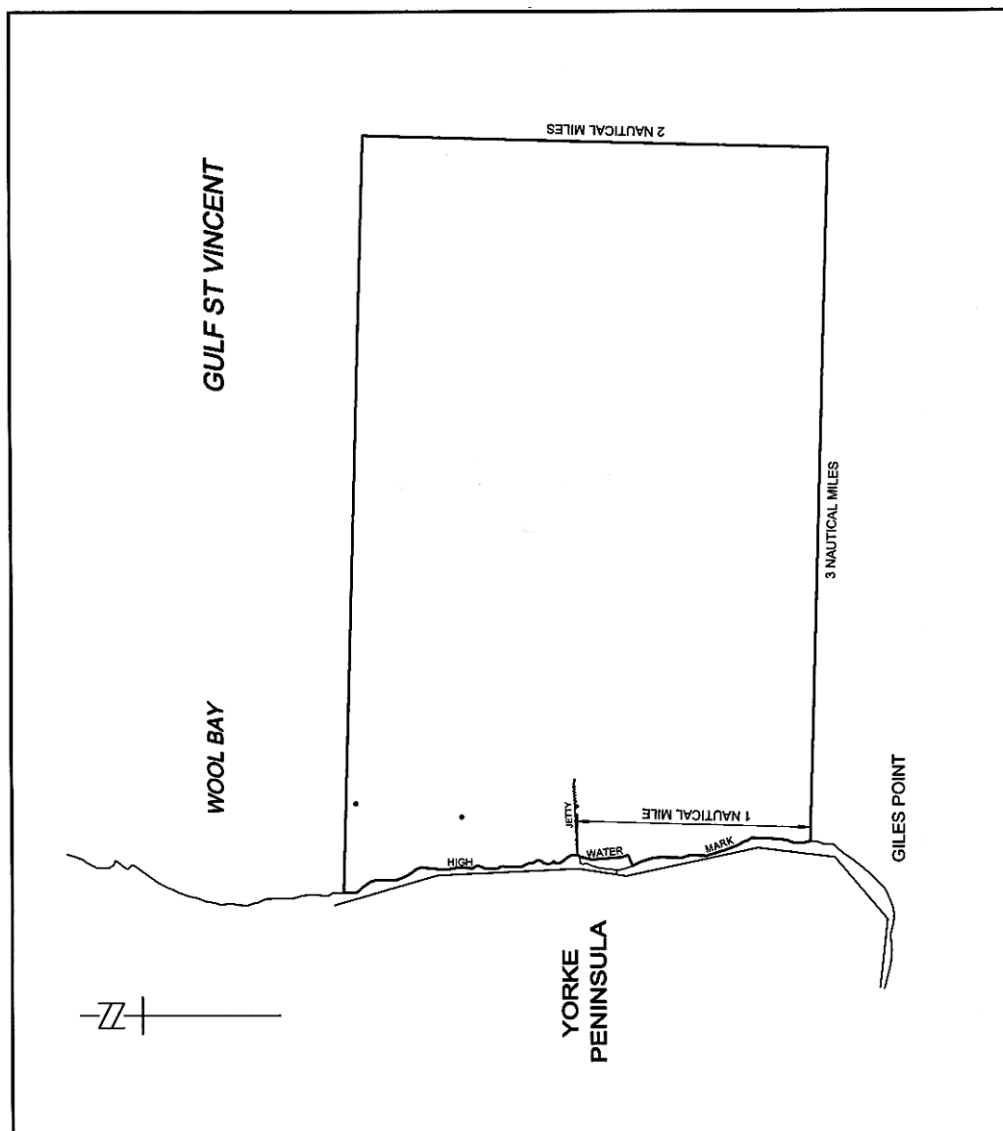 2 NAUTICAL MILES
GULF ST VINCENT
3 NAUTICAL MILES
WOOL BAY
JETTY
1 NAUTICAL MILE
HIGH
WATER
MARK
GILES POINT
YORKE
PENINSULA
N